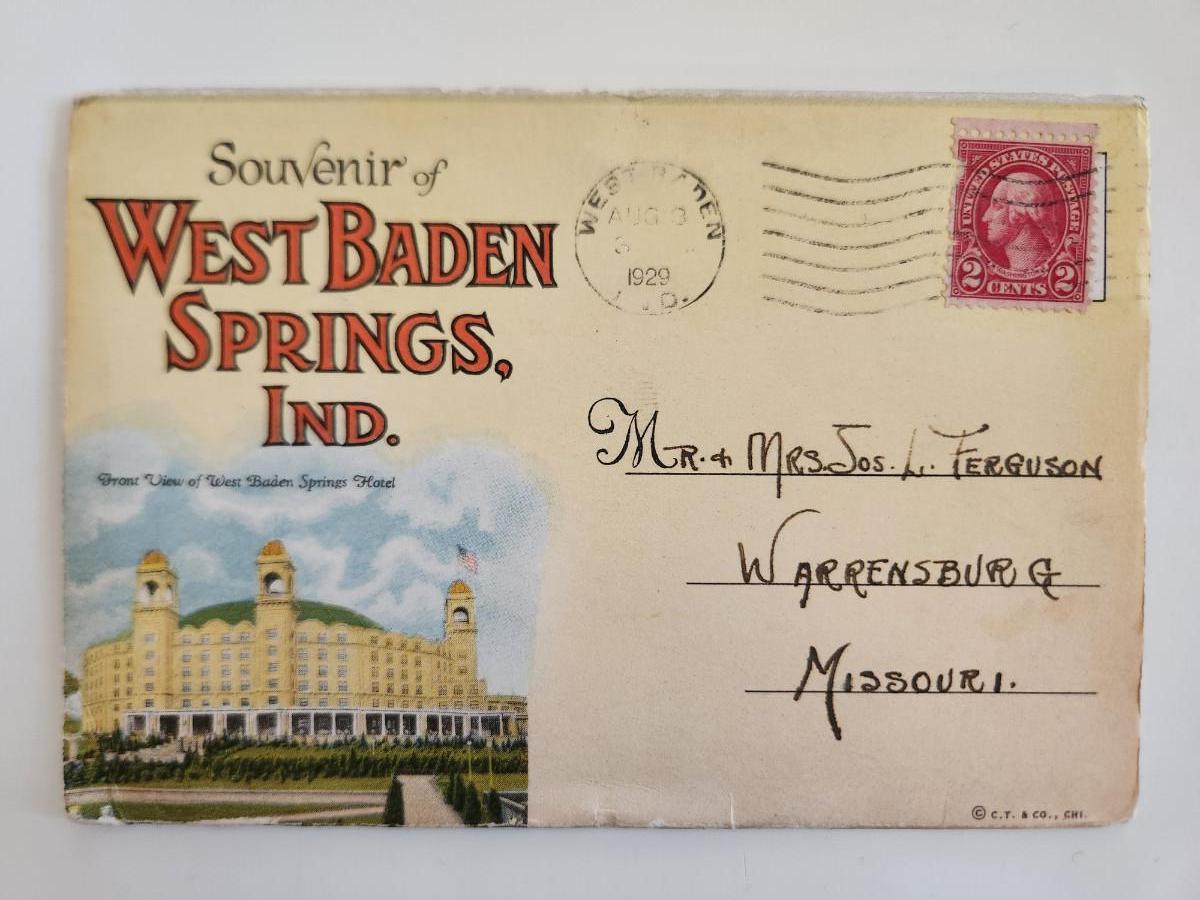 Souvenir of
WEST BADEN
SPRINGS,
IND.
Front View of West Baden Springs Hotel
WEST BADEN
AUG 3
1929
UNITED STATES POSTAGE
WASHINGTON
2 CENTS 2
MR. & MRS. JOS. L. FERGUSON
WARRENSBURG
MISSOURI.
© C.T. & CO., CHI.